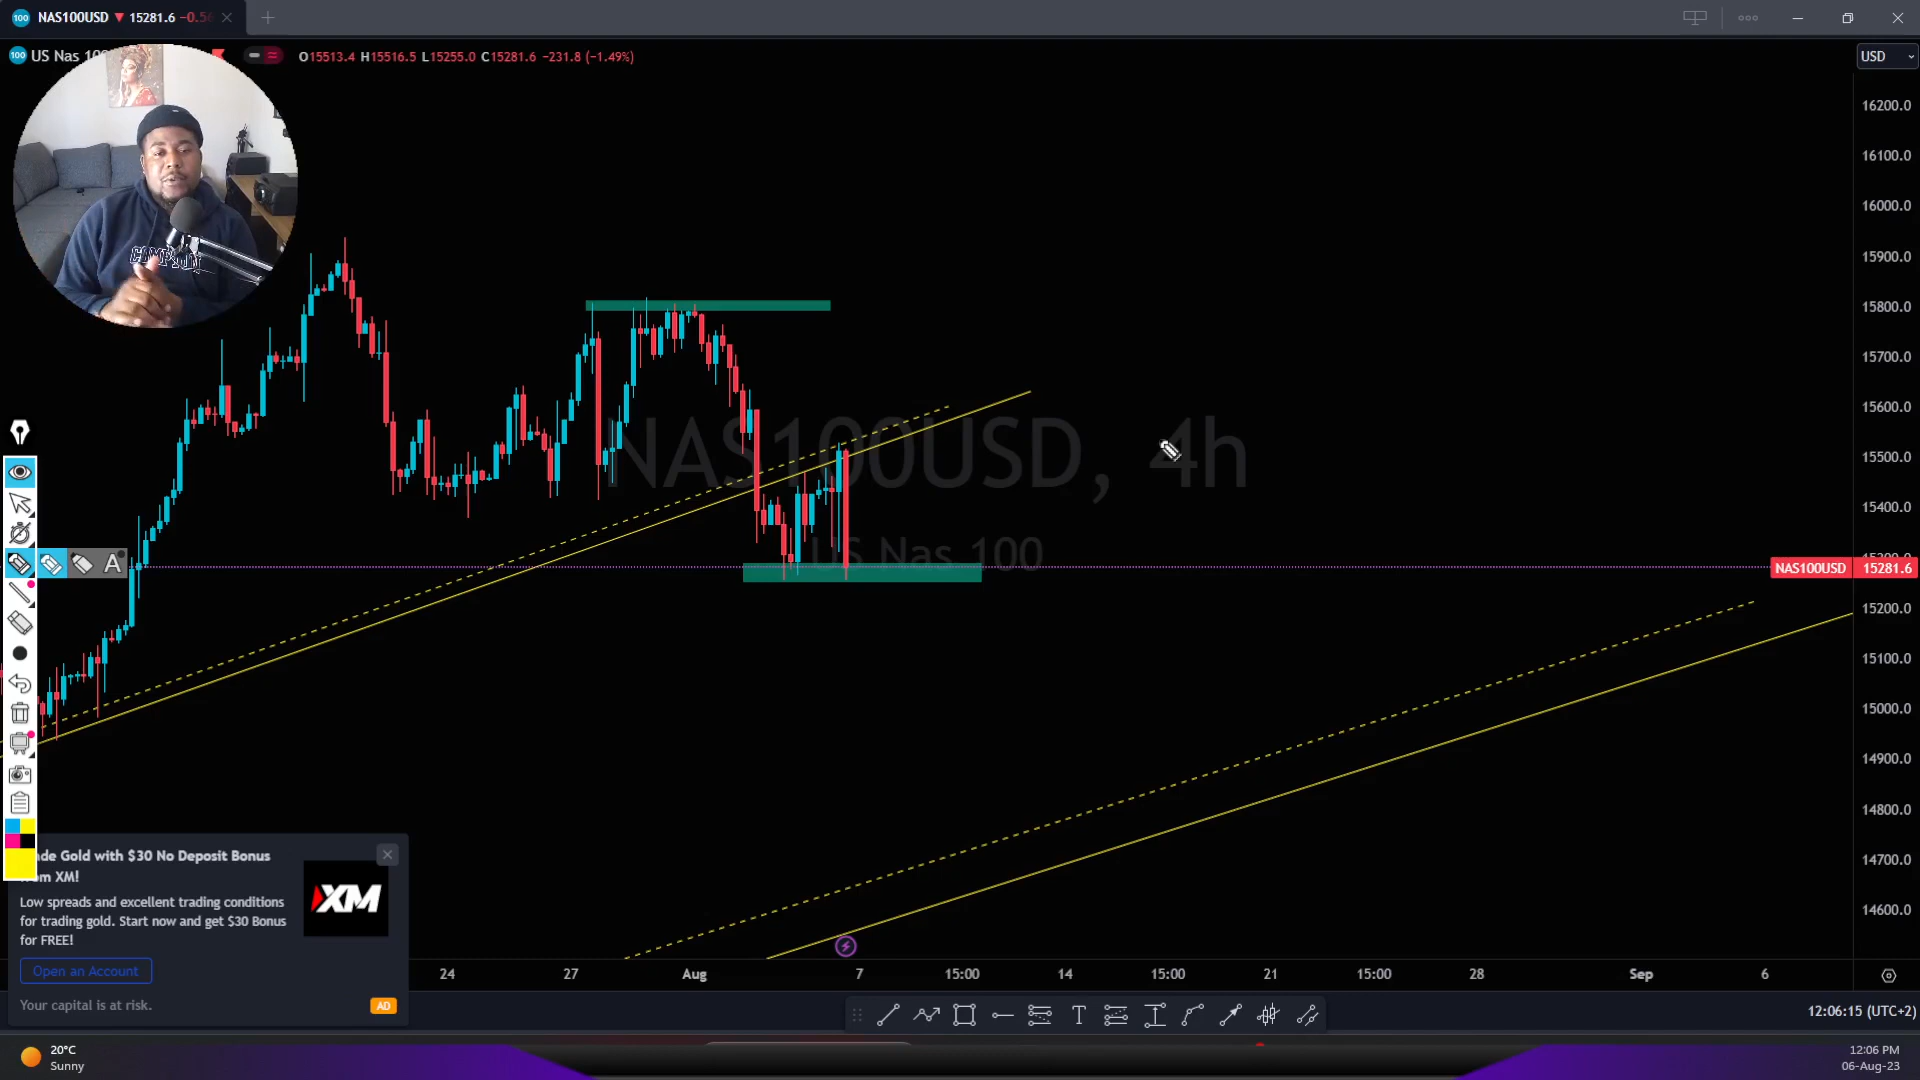 NAS100USD ▼ 15281.6 −0.5
US Nas 10
O15513.4 H15516.5 L15255.0 C15281.6 −231.8 (−1.49%)
USD
16200.0
16100.0
16000.0
15900.0
15800.0
15700.0
15600.0
15500.0
15400.0
15200.0
15100.0
15000.0
14900.0
14800.0
14700.0
14600.0
COMPTON
NAS100USD, 4h
US Nas 100
NAS100USD 15281.6
A
ade Gold with $30 No Deposit Bonus
om XM!
Low spreads and excellent trading conditions
for trading gold. Start now and get $30 Bonus
for FREE!
XM
Open an Account
Your capital is at risk.
AD
24 27 Aug 7 15:00 14 15:00 21 15:00 28 Sep 6
12:06:15 (UTC+2)
20°C
Sunny
12:06 PM
06-Aug-23